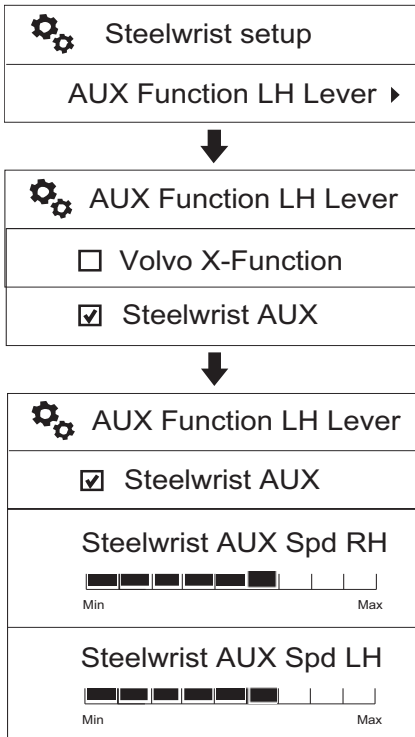 Steelwrist setup
AUX Function LH Lever
AUX Function LH Lever
Volvo X-Function
Steelwrist AUX
AUX Function LH Lever
Steelwrist AUX
Steelwrist AUX Spd RH
Min Max
Steelwrist AUX Spd LH
Min Max